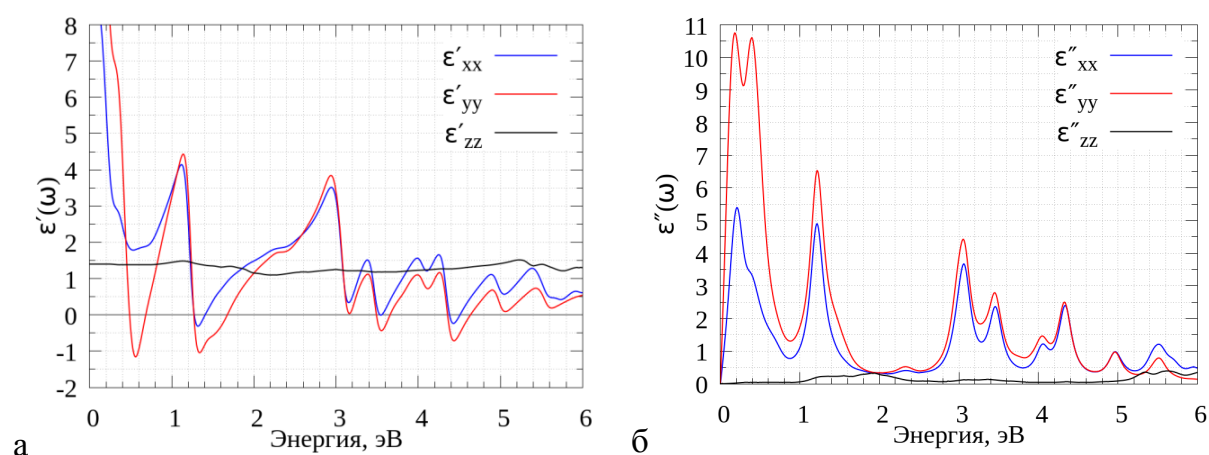 8
7
6
5
4
3
2
1
0
-1
-2
ε′(ω)
ε′xx
ε′yy
ε′zz
0 1 2 3 4 5 6
Энергия, эВ
а
11
10
9
8
7
6
5
4
3
2
1
0
ε″(ω)
ε″xx
ε″yy
ε″zz
0 1 2 3 4 5 6
Энергия, эВ
б